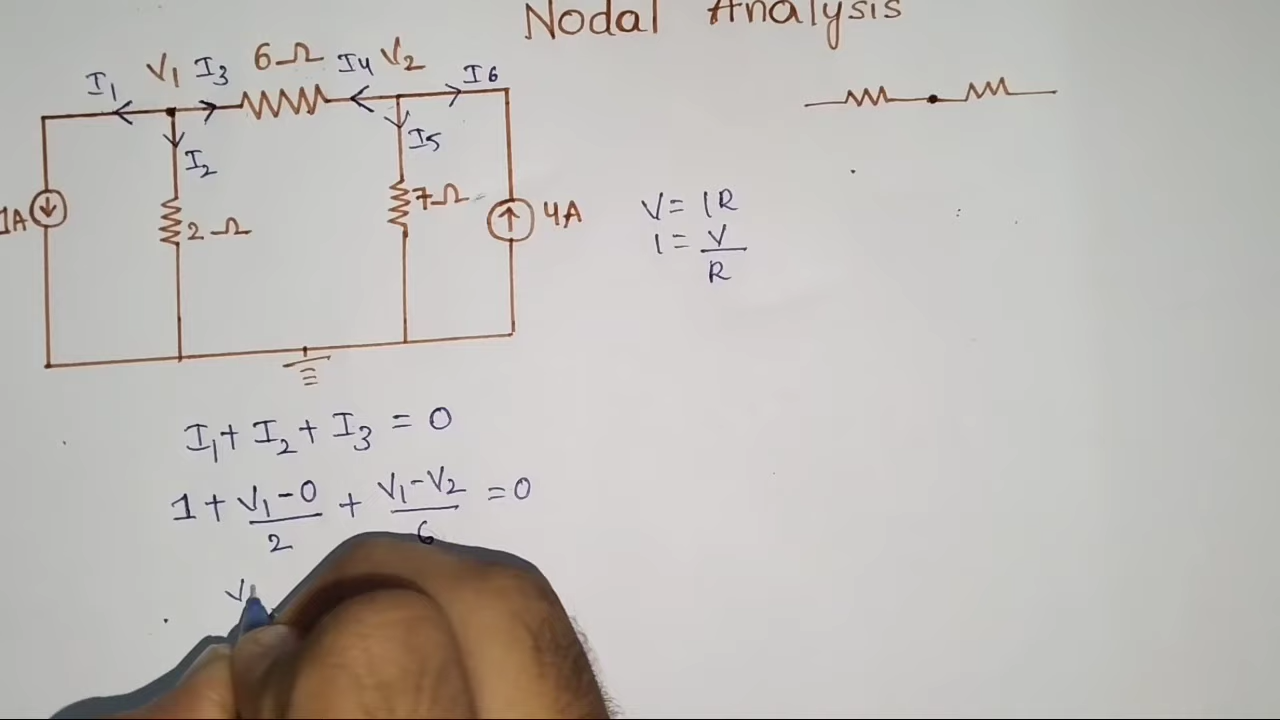 Nodal Analysis
I1 V1 I3 6Ω I4 V2 I6
I2 I5
1A 2Ω 7Ω 4A
V = IR
I = V/R
I1 + I2 + I3 = 0
1 + (V1 - 0)/2 + (V1 - V2)/6 = 0
V